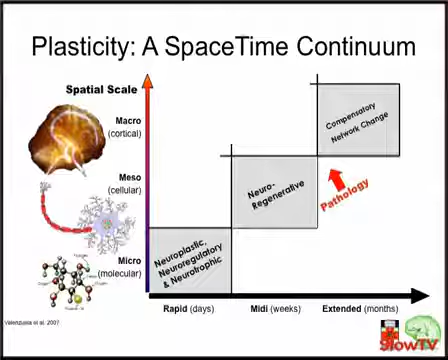 Plasticity: A SpaceTime Continuum
Spatial Scale
Macro
(cortical)
Compensatory
Network Change
Meso
(cellular)
Neuro-
Regenerative
Pathology
Micro
(molecular)
Neuroplastic,
Neuroregulatory
& Neurotrophic
Rapid (days)
Midi (weeks)
Extended (months)
Valenzuela et al. 2007
SlowTV